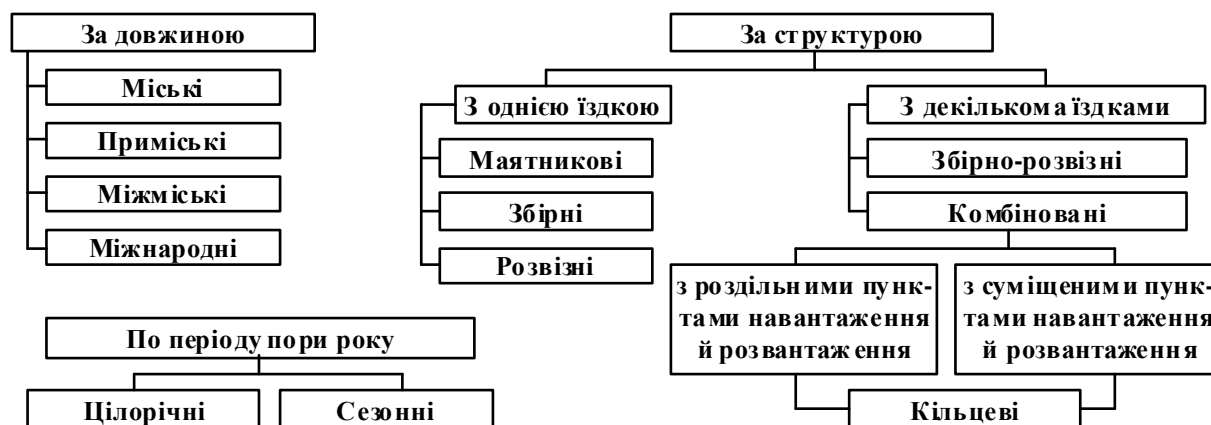 За довжиною
Міські
Приміські
Міжміські
Міжнародні
За структурою
З однією їздкою
Маятникові
Збірні
Розвізні
З декількома їздками
Збірно-розвізні
Комбіновані
з роздільними пунк-
тами навантаження
й розвантаження
з суміщеними пунк-
тами навантаження
й розвантаження
Кільцеві
По періоду пори року
Цілорічні
Сезонні